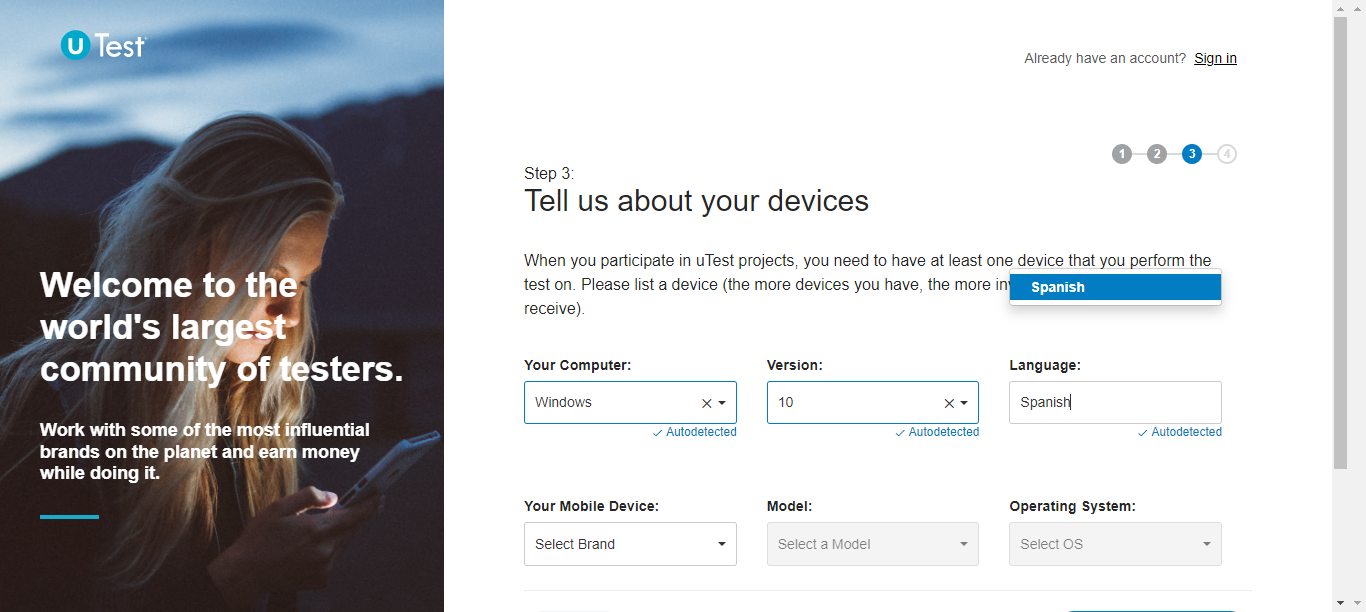 U Test
Welcome to the
world's largest
community of testers.
Work with some of the most influential
brands on the planet and earn money
while doing it.
Already have an account? Sign in
1 2 3 4
Step 3:
Tell us about your devices
When you participate in uTest projects, you need to have at least one device that you perform the
test on. Please list a device (the more devices you have, the more
receive).
Spanish
Your Computer: Version: Language:
Windows 10 Spanish
Autodetected Autodetected Autodetected
Your Mobile Device: Model: Operating System:
Select Brand Select a Model Select OS